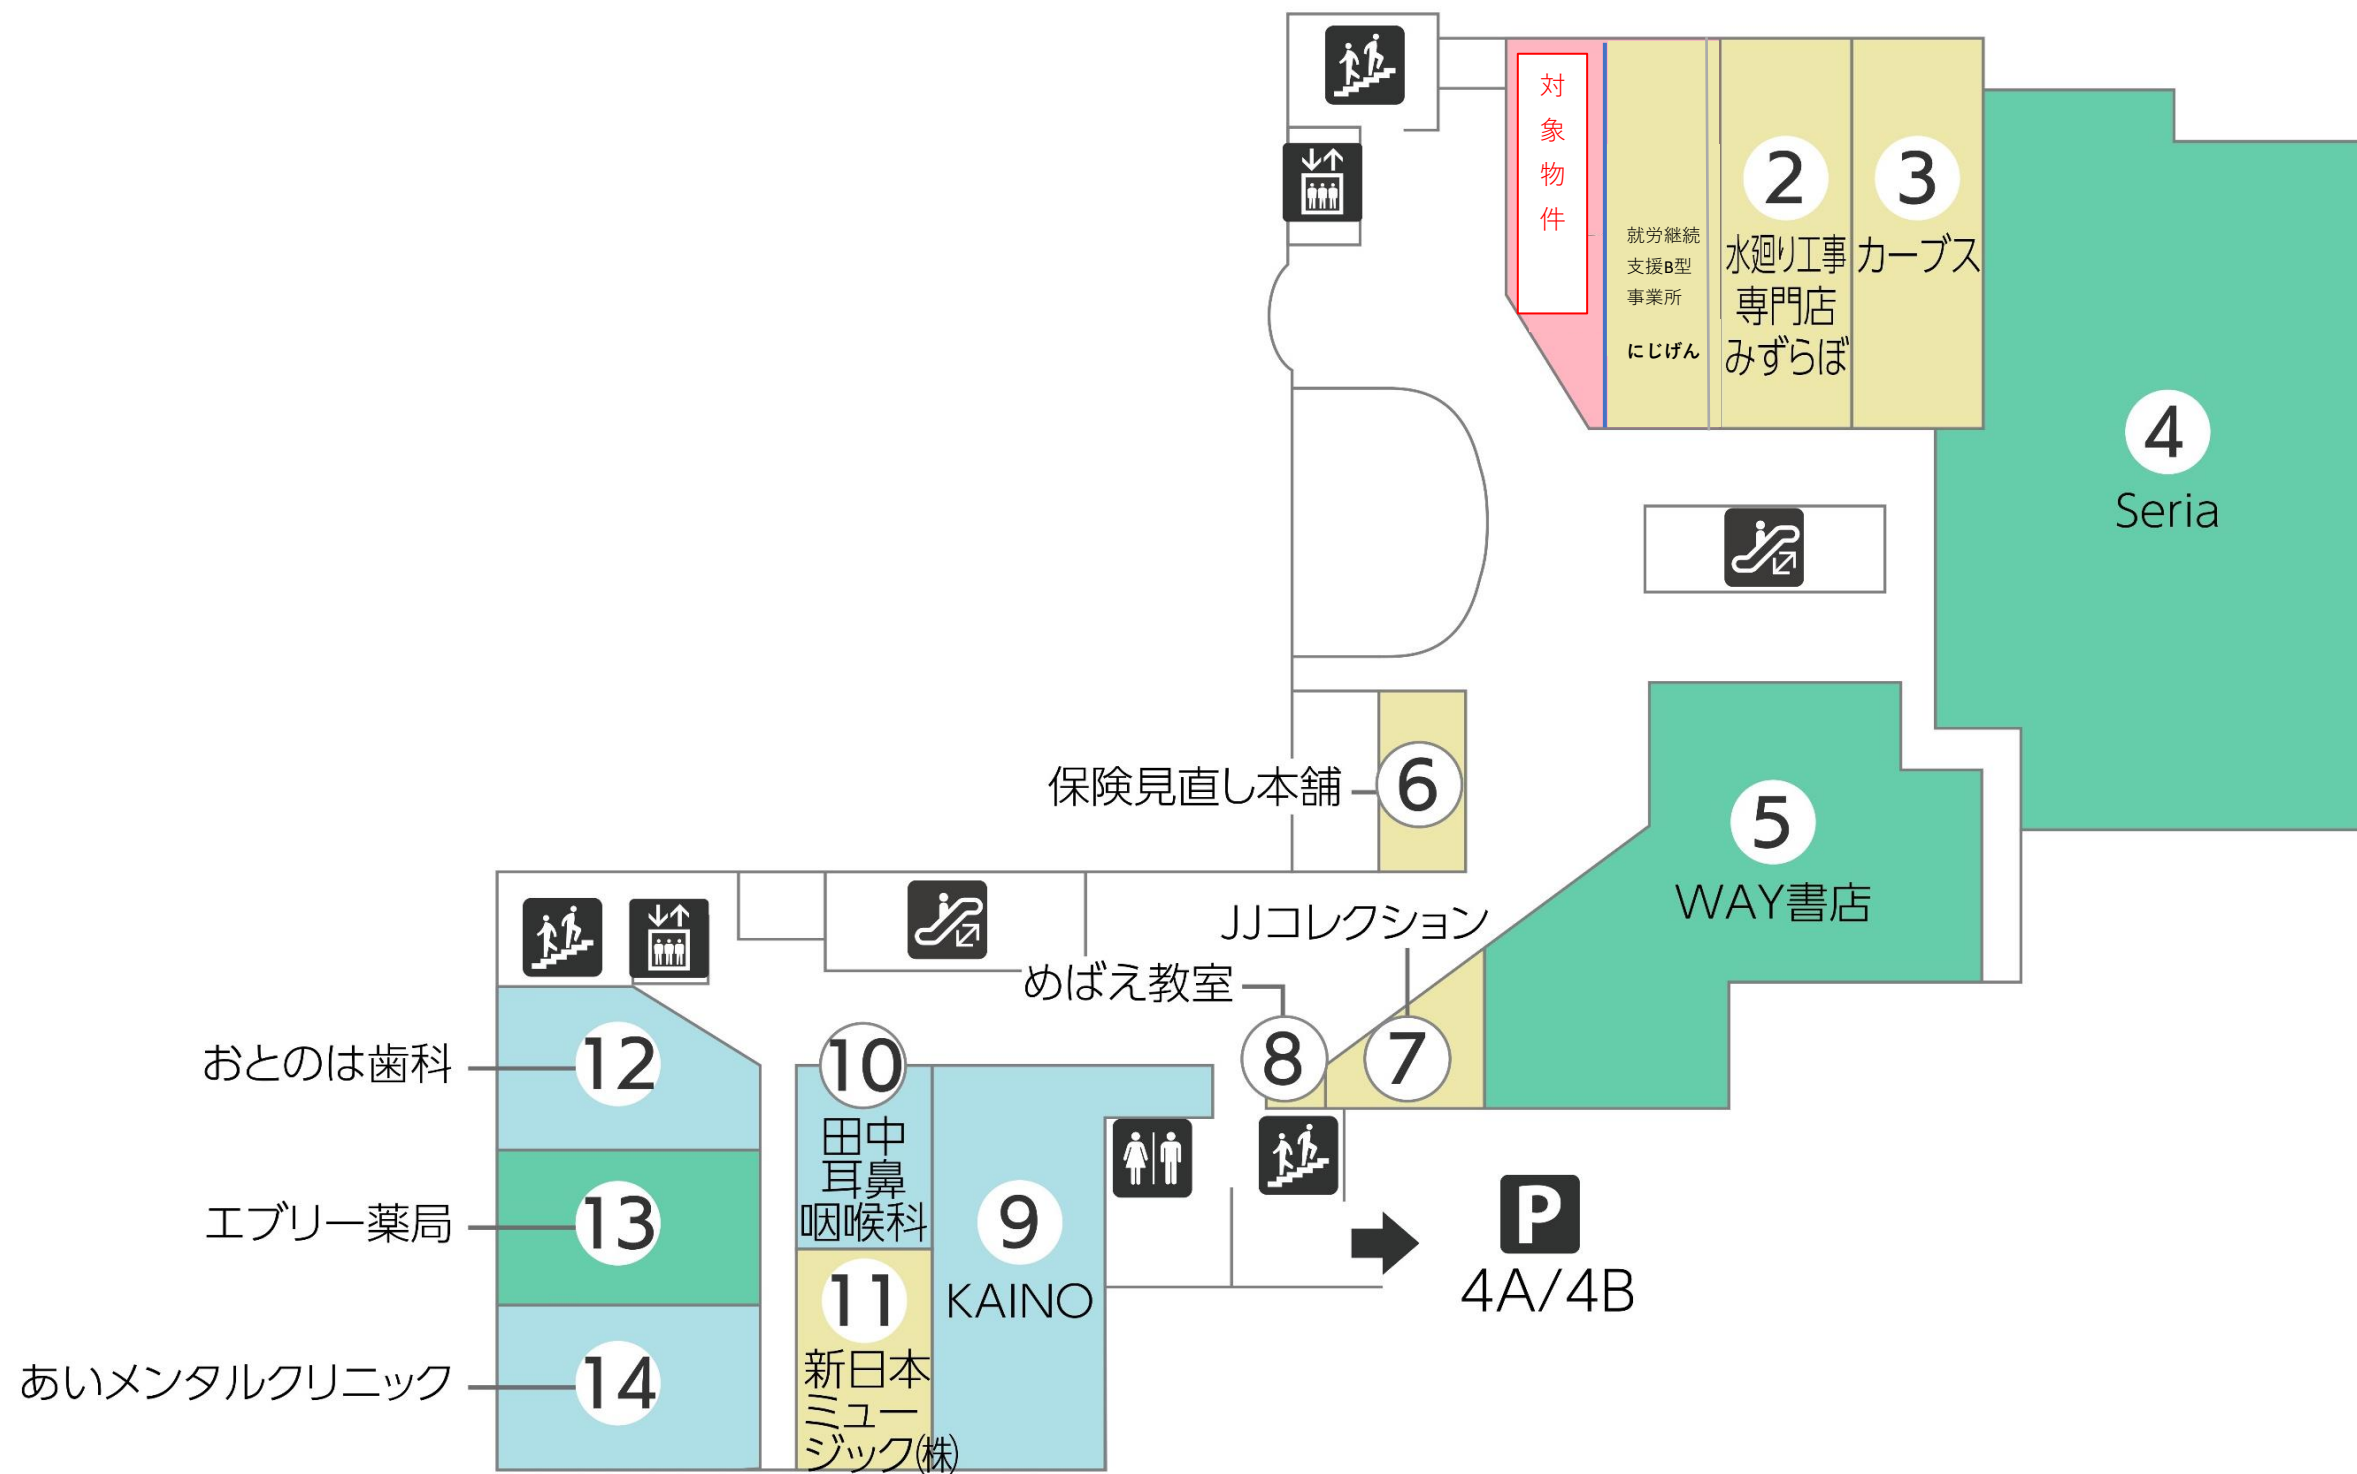 対
象
物
件
就労継続
支援B型
事業所
にじげん
2
水廻り工事
専門店
みずらぼ
3
カーブス
4
Seria
保険見直し本舗
6
5
WAY書店
JJコレクション
7
めばえ教室
8
おとのは歯科
12
10
田中
耳鼻
咽喉科
エブリー薬局
13
9
KAINO
11
新日本
ミュー
ジック(株)
あいメンタルクリニック
14
P
4A/4B